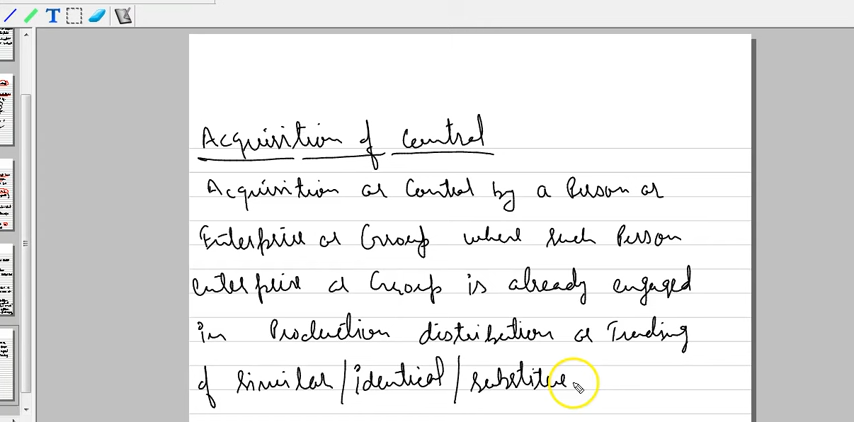 Acquisition of Control
Acquisition or Control by a Person or
Enterprise or Group where such Person
enterprise or Group is already engaged
in Production distribution or Trading
of similar/identical/substitue